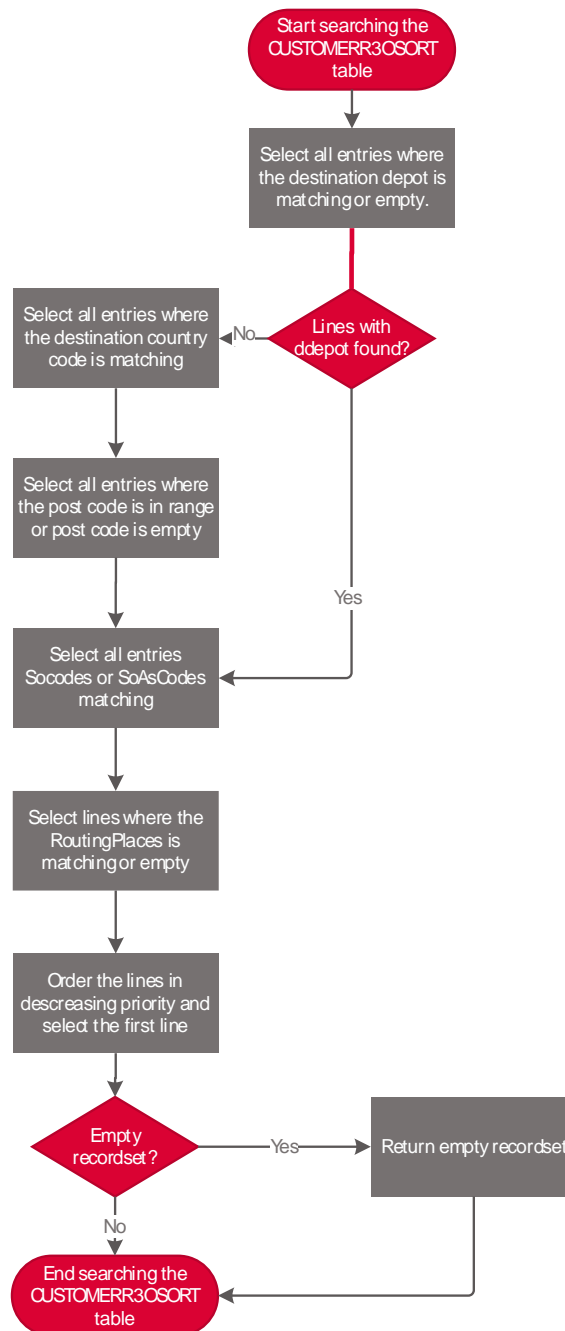 Start searching the
CUSTOMERR3OSORT
table
Select all entries where
the destination depot is
matching or empty.
Lines with
ddepot found?
No
Select all entries where
the destination country
code is matching
Select all entries where
the post code is in range
or post code is empty
Yes
Select all entries
Socodes or SoAsCodes
matching
Select lines where the
RoutingPlaces is
matching or empty
Order the lines in
descreasing priority and
select the first line
Empty
recordset?
Yes
Return empty recordset
No
End searching the
CUSTOMERR3OSORT
table